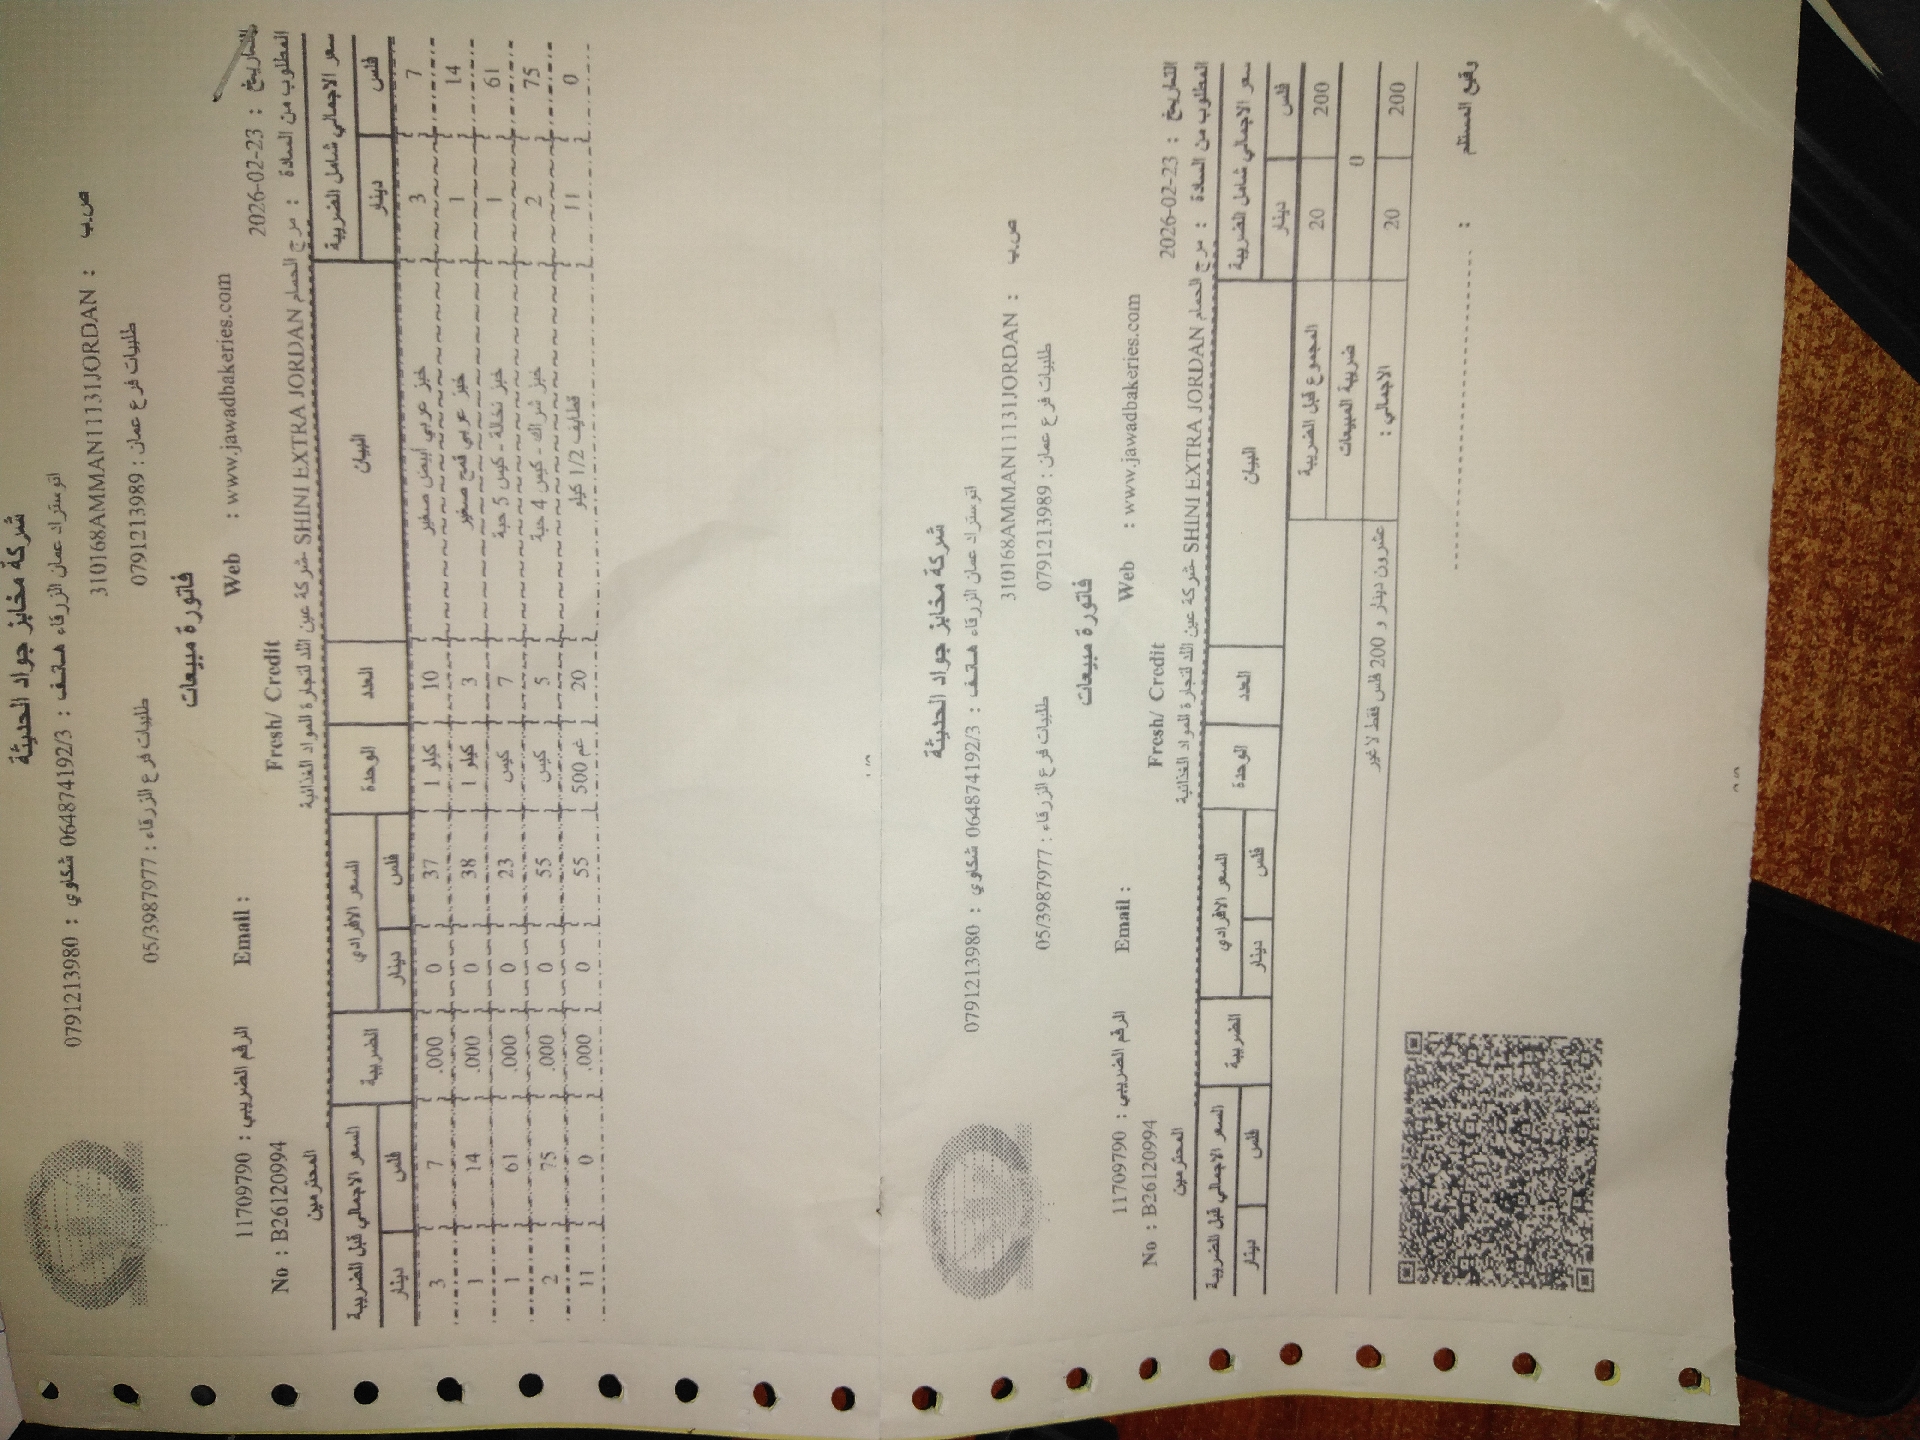 شركة مخابز جواد الحديثة
اتوستراد عمان الزرقاء هاتف : 064874192/3 شكاوي : 0791213980
310168AMMAN11131JORDAN : ص.ب
طلبيات فرع عمان : 0791213989 طلبيات فرع الزرقاء : 05/3987977
فاتورة مبيعات
التاريخ : 2026-02-23 Web : www.jawadbakeries.com Email : الرقم الضريبي : 11709790
المطلوب من السادة : مرج الحمام SHINI EXTRA JORDAN -شركة عين اللد لتجارة المواد الغذائية المحترمين
Fresh/ Credit No : B26120994
سعر الاجمالي شامل الضريبة البيان العدد الوحدة السعر الافرادي الضريبة السعر الاجمالي قبل الضريبة
فلس دينار فلس دينار فلس دينار
7 3 خبز عربي أبيض صغير 10 كيلو 1 37 0 .000 7 3
14 1 خبز عربي قمح صغير 3 كيلو 1 38 0 .000 14 1
61 1 خبز نخالة - كيس 5 حبة 7 كيس 23 0 .000 61 1
75 2 خبز شراك - كيس 4 حبة 5 كيس 55 0 .000 75 2
0 11 قطايف 1/2 كيلو 20 غم 500 55 0 .000 0 11
شركة مخابز جواد الحديثة
اتوستراد عمان الزرقاء هاتف : 064874192/3 شكاوي : 0791213980
310168AMMAN11131JORDAN : ص.ب
طلبيات فرع عمان : 0791213989 طلبيات فرع الزرقاء : 05/3987977
فاتورة مبيعات
التاريخ : 2026-02-23 Web : www.jawadbakeries.com Email : الرقم الضريبي : 11709790
المطلوب من السادة : مرج الحمام SHINI EXTRA JORDAN -شركة عين اللد لتجارة المواد الغذائية المحترمين
Fresh/ Credit No : B26120994
سعر الاجمالي شامل الضريبة البيان العدد الوحدة السعر الافرادي الضريبة السعر الاجمالي قبل الضريبة
فلس دينار فلس دينار فلس دينار
200 20 المجموع قبل الضريبة
0 ضريبة المبيعات
200 20 الاجمالي : عشرون دينار و 200 فلس فقط لا غير
وقيع المستلم :